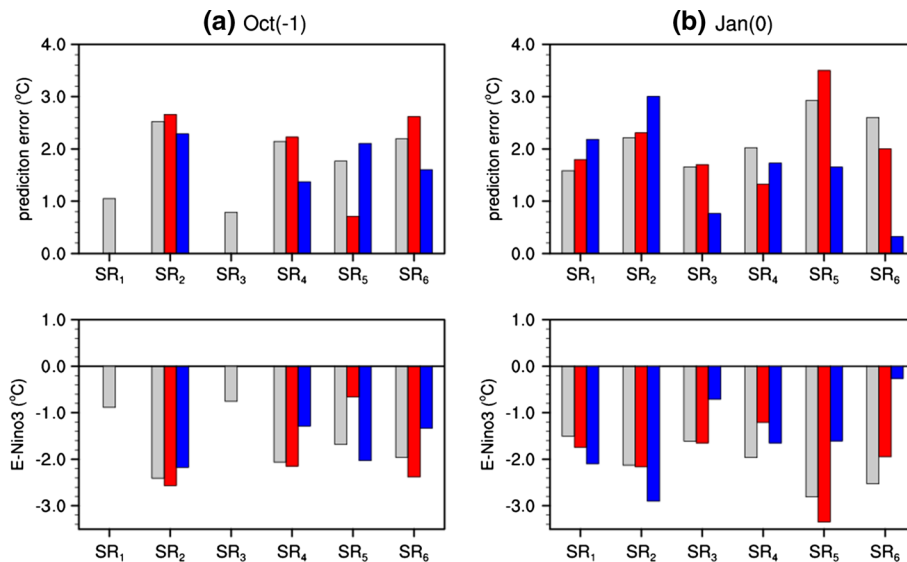 (a) Oct(-1)
(b) Jan(0)
prediciton error (°C)
4.0
3.0
2.0
1.0
0.0
SR1 SR2 SR3 SR4 SR5 SR6
prediciton error (°C)
4.0
3.0
2.0
1.0
0.0
SR1 SR2 SR3 SR4 SR5 SR6
E-Nino3 (°C)
1.0
0.0
-1.0
-2.0
-3.0
SR1 SR2 SR3 SR4 SR5 SR6
E-Nino3 (°C)
1.0
0.0
-1.0
-2.0
-3.0
SR1 SR2 SR3 SR4 SR5 SR6